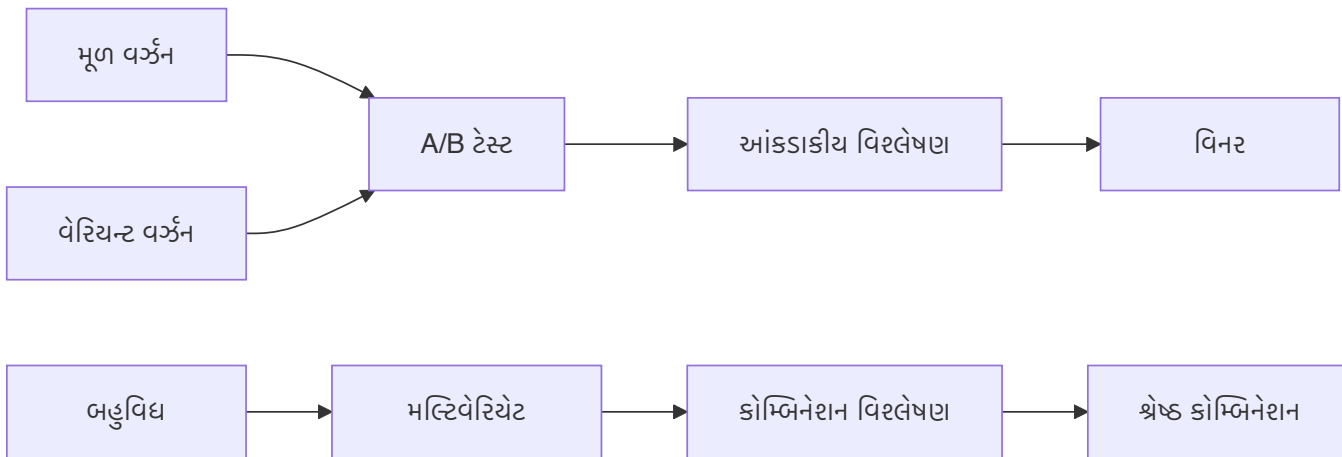 મૂળ વર્ઝન
A/B ટેસ્ટ
આંકડાકીય વિશ્લેષણ
વિનર
વેરિયન્ટ વર્ઝન
બહુવિધ
મલ્ટિવેરિયેટ
કોમ્બિનેશન વિશ્લેષણ
શ્રેષ્ઠ કોમ્બિનેશન